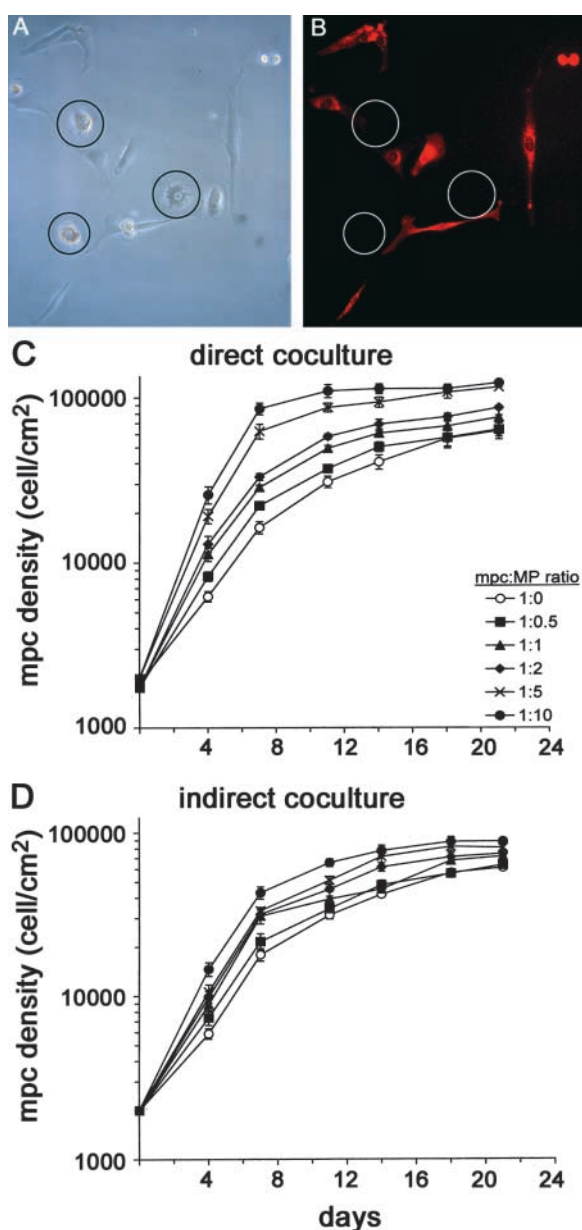 A
B
C direct coculture
100000
10000
1000
mpc density (cell/cm²)
mpc:MP ratio
1:0
1:0.5
1:1
1:2
1:5
1:10
4 8 12 16 20 24
D indirect coculture
100000
10000
1000
mpc density (cell/cm²)
4 8 12 16 20 24
days